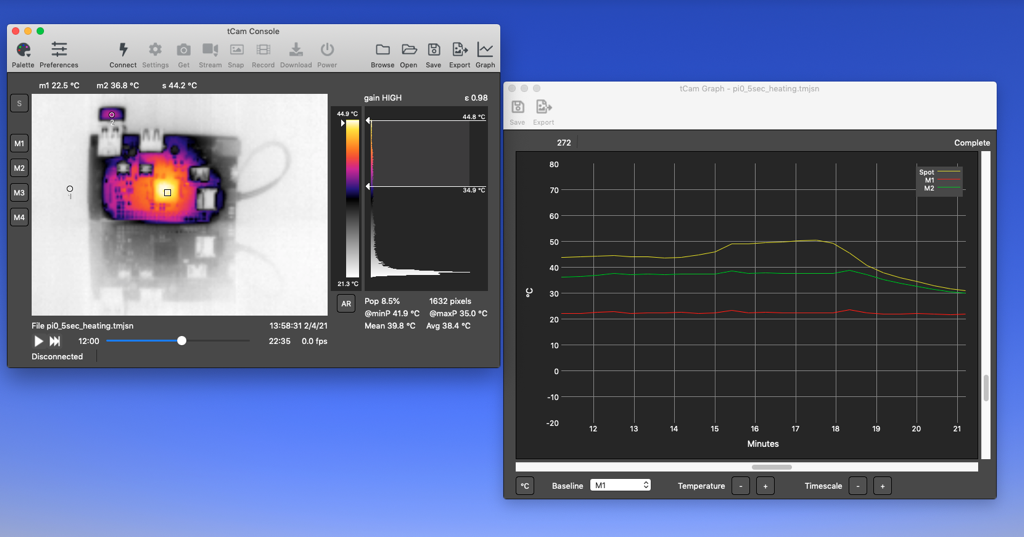 tCam Console
Palette Preferences Connect Settings Get Stream Snap Record Download Power Browse Open Save Export Graph
m1 22.5 °C m2 36.8 °C s 44.2 °C
S
M1
M2
M3
M4
44.9 °C
21.3 °C
AR
gain HIGH ε 0.98
44.8 °C
34.9 °C
Pop 8.5% 1632 pixels
@minP 41.9 °C @maxP 35.0 °C
Mean 39.8 °C Avg 38.4 °C
File pi0_5sec_heating.tmjsn 13:58:31 2/4/21
12:00 22:35 0.0 fps
Disconnected
tCam Graph - pi0_5sec_heating.tmjsn
Save Export
272 Complete
Spot
M1
M2
80
70
60
50
40
30
20
10
0
-10
-20
°C
12 13 14 15 16 17 18 19 20 21
Minutes
°C Baseline M1 Temperature - + Timescale - +